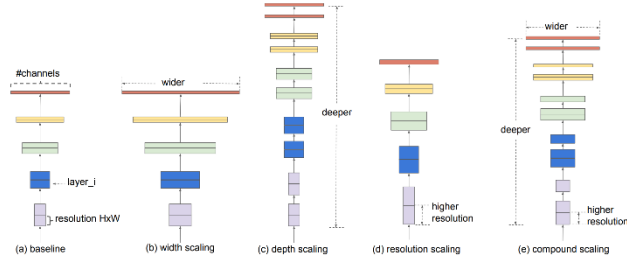 #channels
layer_i
resolution HxW
(a) baseline
wider
(b) width scaling
deeper
(c) depth scaling
higher
resolution
(d) resolution scaling
wider
deeper
higher
resolution
(e) compound scaling